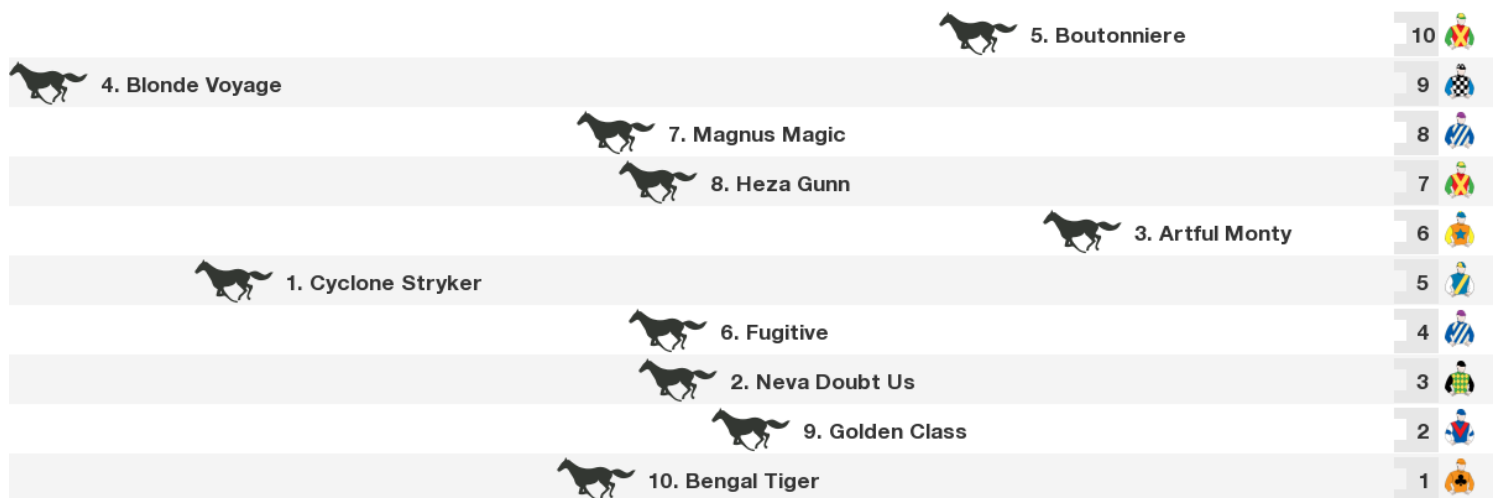 5. Boutonniere 10
4. Blonde Voyage 9
7. Magnus Magic 8
8. Heza Gunn 7
3. Artful Monty 6
1. Cyclone Stryker 5
6. Fugitive 4
2. Neva Doubt Us 3
9. Golden Class 2
10. Bengal Tiger 1